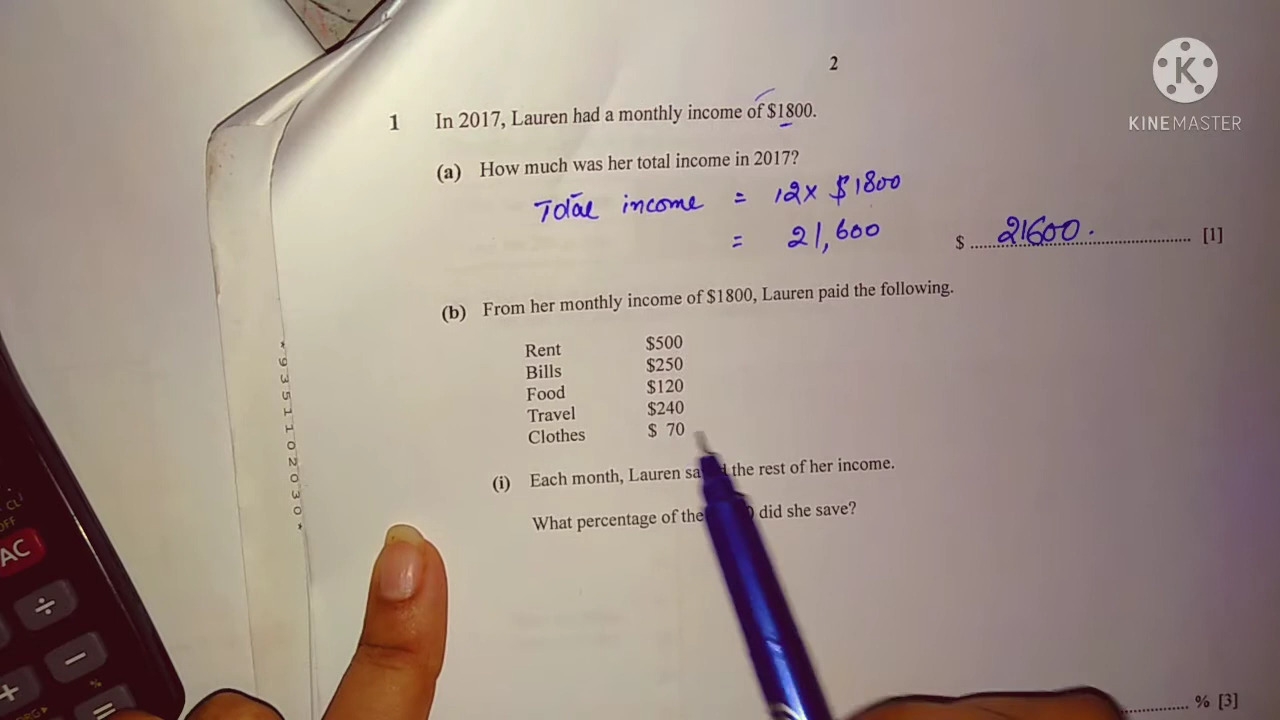 2
K
KINEMASTER
1 In 2017, Lauren had a monthly income of $1800.
(a) How much was her total income in 2017?
Total income = 12 x $1800
= 21,600
$ 21600. [1]
(b) From her monthly income of $1800, Lauren paid the following.
Rent $500
Bills $250
Food $120
Travel $240
Clothes $ 70
(i) Each month, Lauren sa the rest of her income.
What percentage of the did she save?
% [3]
*9351102030*
AC
÷
−
+
=
%